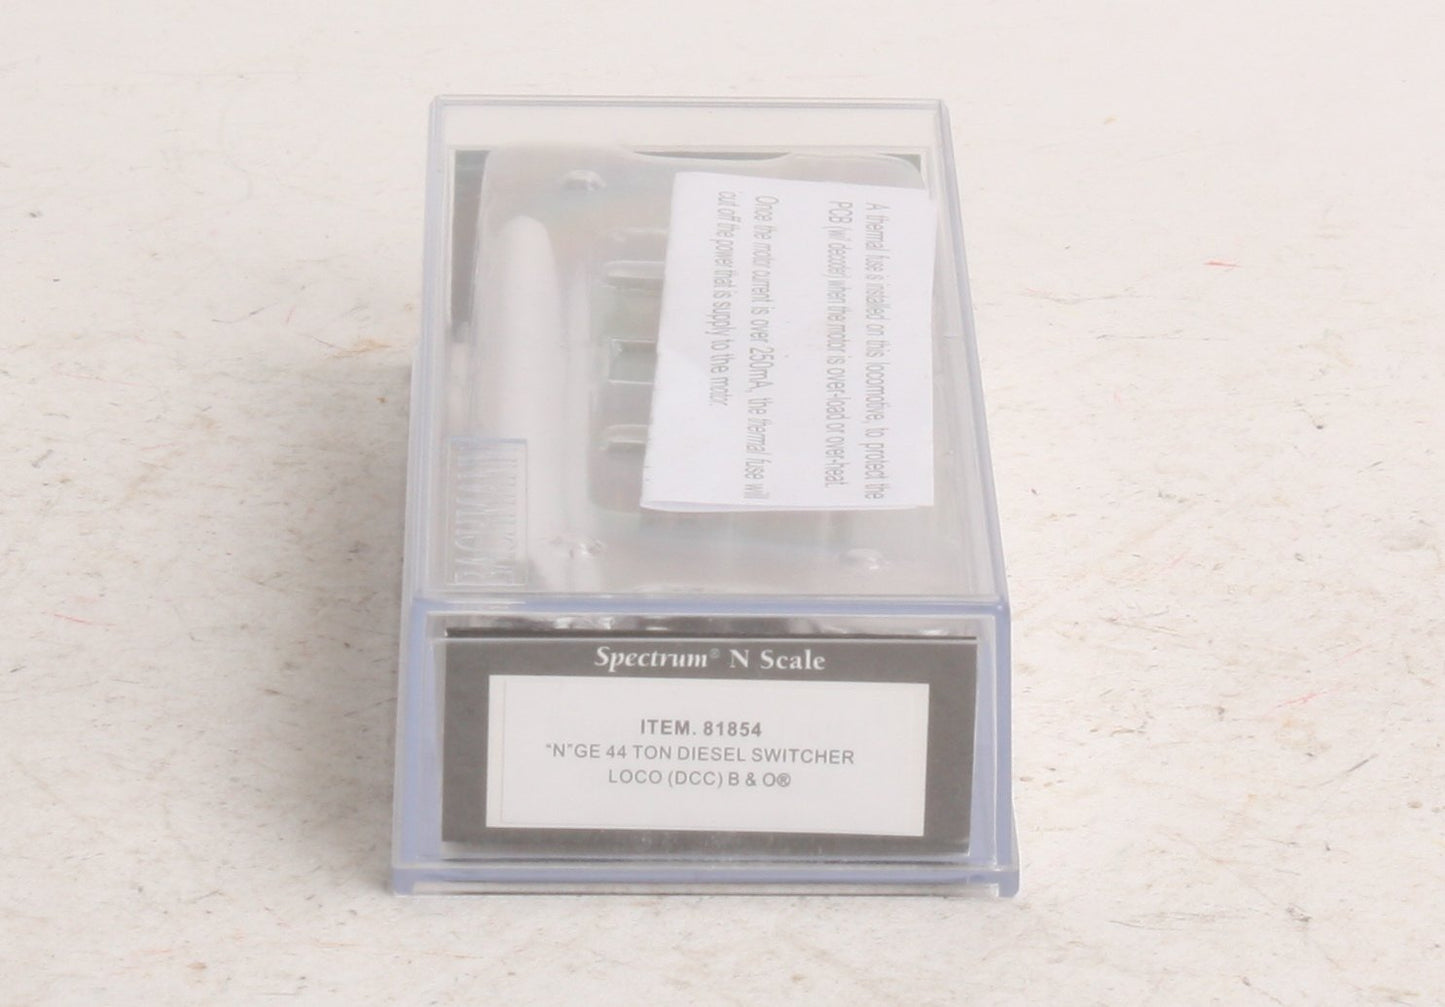 A thermal fuse is installed on this locomotive, to protect the
PCB (w/ decoder) when the motor is over-load or over-heat.
Once the motor current is over 250mA, the thermal fuse will
cut off the power that is supply to the motor.
BACHMANN
Spectrum® N Scale
ITEM. 81854
"N"GE 44 TON DIESEL SWITCHER
LOCO (DCC) B & O®